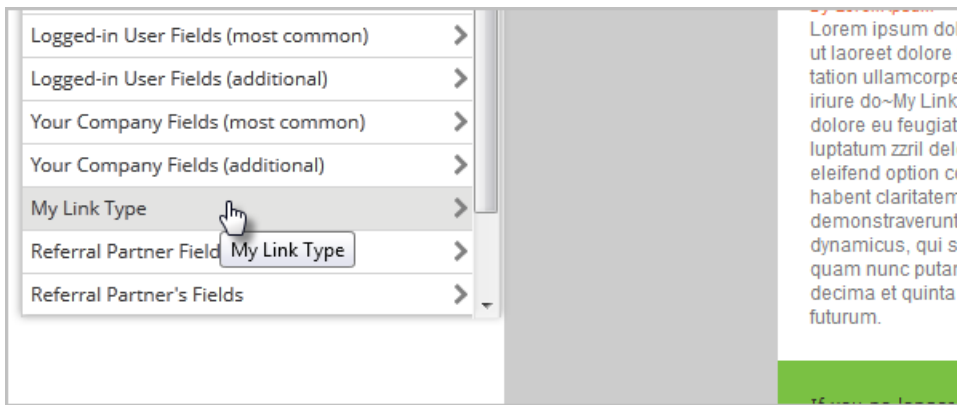 Logged-in User Fields (most common)
Logged-in User Fields (additional)
Your Company Fields (most common)
Your Company Fields (additional)
My Link Type
Referral Partner Field
My Link Type
Referral Partner's Fields
Lorem ipsum dol
ut laoreet dolore
tation ullamcorpe
iriure do~My Link
dolore eu feugiat
luptatum zzril del
eleifend option c
habent claritatem
demonstraverunt
dynamicus, qui s
quam nunc putar
decima et quinta
futurum.